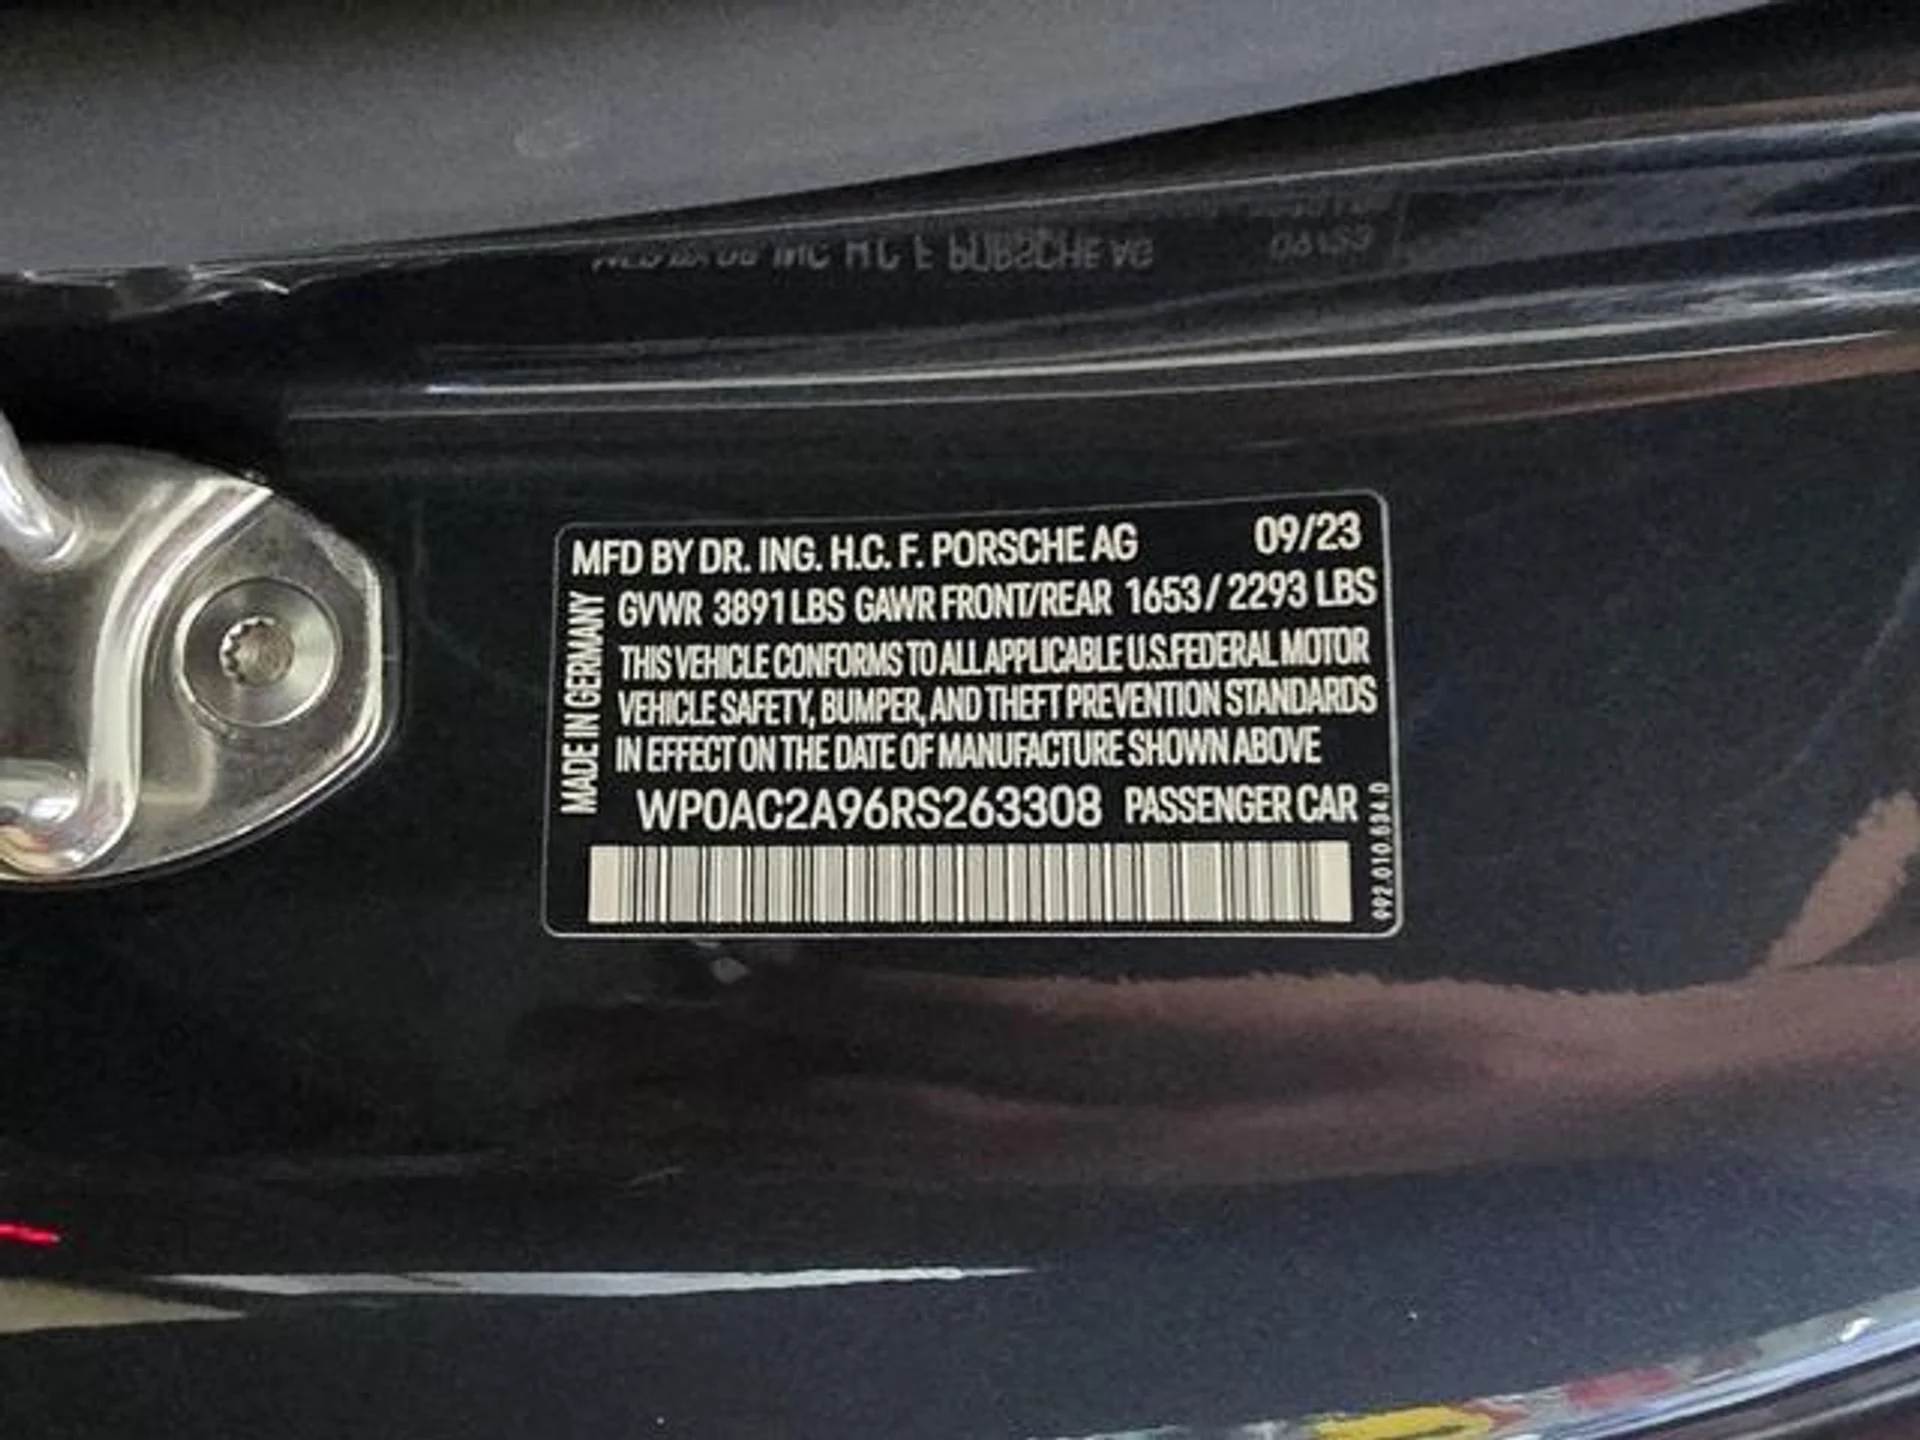 MFD BY DR. ING. H.C. F. PORSCHE AG 09/23
GVWR 3891 LBS GAWR FRONT/REAR 1653 / 2293 LBS
THIS VEHICLE CONFORMS TO ALL APPLICABLE U.S.FEDERAL MOTOR
VEHICLE SAFETY, BUMPER, AND THEFT PREVENTION STANDARDS
IN EFFECT ON THE DATE OF MANUFACTURE SHOWN ABOVE
WP0AC2A96RS263308 PASSENGER CAR
MADE IN GERMANY
992.010.634.0